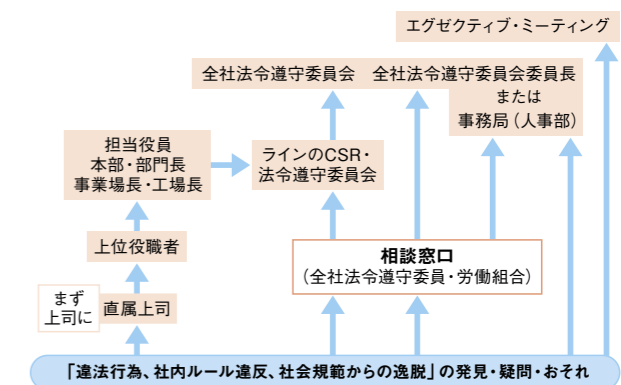 エグゼクティブ・ミーティング
全社法令遵守委員会
全社法令遵守委員会委員長
または
事務局（人事部）
担当役員
本部・部門長
事業場長・工場長
ラインのCSR・
法令遵守委員会
上位役職者
相談窓口
（全社法令遵守委員・労働組合）
まず
上司に
直属上司
「違法行為、社内ルール違反、社会規範からの逸脱」の発見・疑問・おそれ